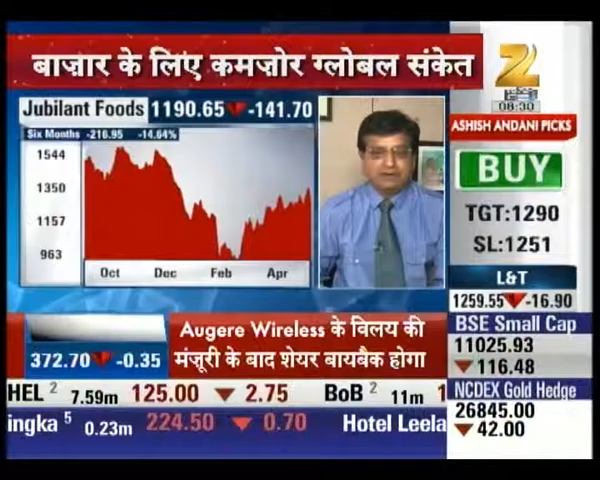 बाज़ार के लिए कमज़ोर ग्लोबल संकेत
08:30
Jubilant Foods 1190.65 -141.70
Six Months -216.95 -14.64%
1544
1350
1157
963
Oct Dec Feb Apr
ASHISH ANDANI PICKS
BUY
TGT:1290
SL:1251
L&T
1259.55 -16.90
BSE Small Cap
11025.93
116.48
NCDEX Gold Hedge
26845.00
42.00
372.70 -0.35
Augere Wireless के विलय की
मंज़ूरी के बाद शेयर बायबैक होगा
HEL 2 7.59m 125.00 2.75 BoB 2 11m 1
ingka 5 0.23m 224.50 0.70 Hotel Leela